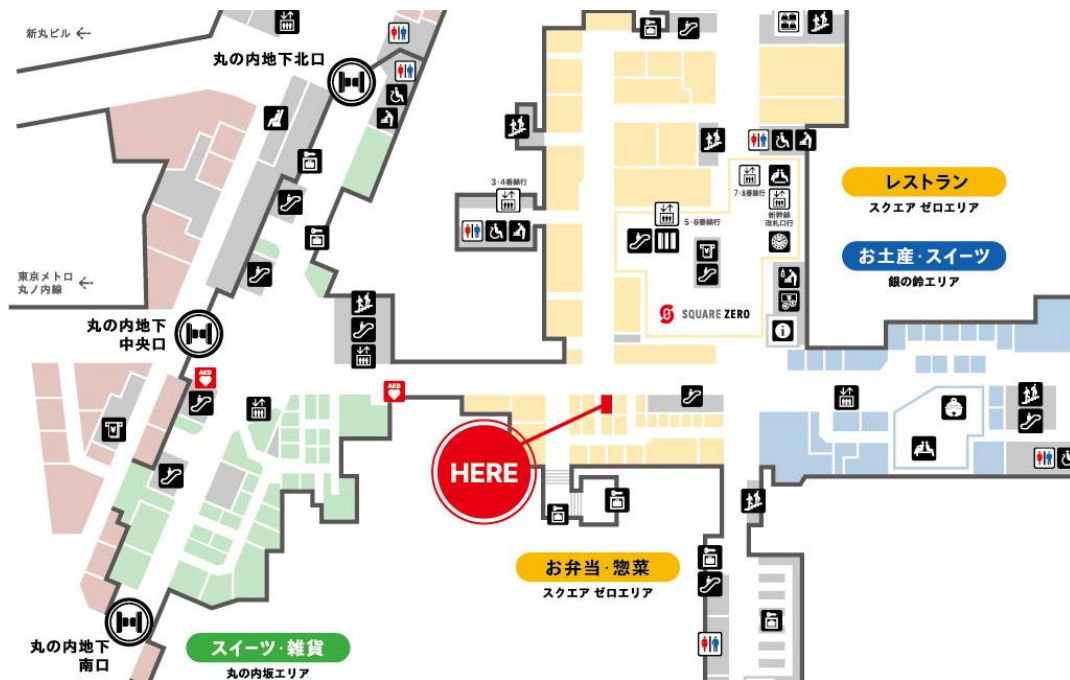 新丸ビル
丸の内地下北口
3・4番線行
7・8番線行
新幹線
改札口行
5・6番線行
レストラン
スクエア ゼロエリア
お土産・スイーツ
銀の鈴エリア
東京メトロ
丸ノ内線
丸の内地下
中央口
SQUARE ZERO
AED
AED
HERE
お弁当・惣菜
スクエア ゼロエリア
丸の内地下
南口
スイーツ・雑貨
丸の内坂エリア